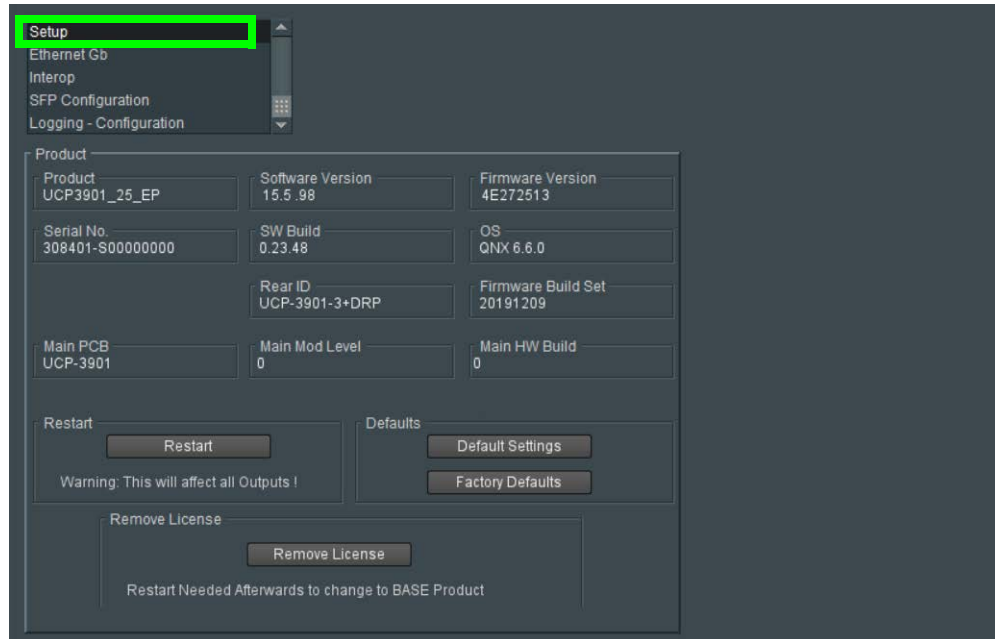 Setup
Ethernet Gb
Interop
SFP Configuration
Logging - Configuration
Product
Product
UCP3901_25_EP
Software Version
15.5 .98
Firmware Version
4E272513
Serial No.
308401-S00000000
SW Build
0.23.48
OS
QNX 6.6.0
Rear ID
UCP-3901-3+DRP
Firmware Build Set
20191209
Main PCB
UCP-3901
Main Mod Level
0
Main HW Build
0
Restart
Restart
Warning: This will affect all Outputs !
Defaults
Default Settings
Factory Defaults
Remove License
Remove License
Restart Needed Afterwards to change to BASE Product